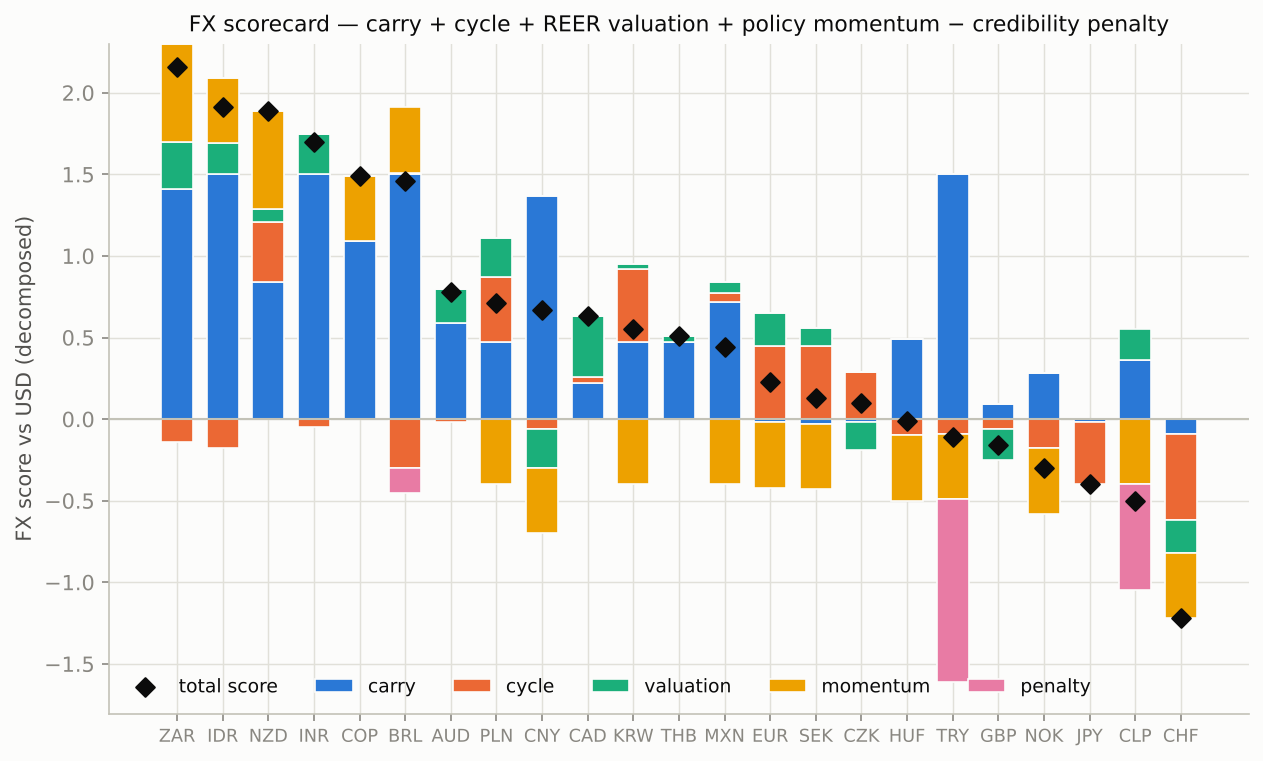 FX scorecard — carry + cycle + REER valuation + policy momentum − credibility penalty
FX score vs USD (decomposed)
2.0
1.5
1.0
0.5
0.0
−0.5
−1.0
−1.5
total score carry cycle valuation momentum penalty
ZAR IDR NZD INR COP BRL AUD PLN CNY CAD KRW THB MXN EUR SEK CZK HUF TRY GBP NOK JPY CLP CHF